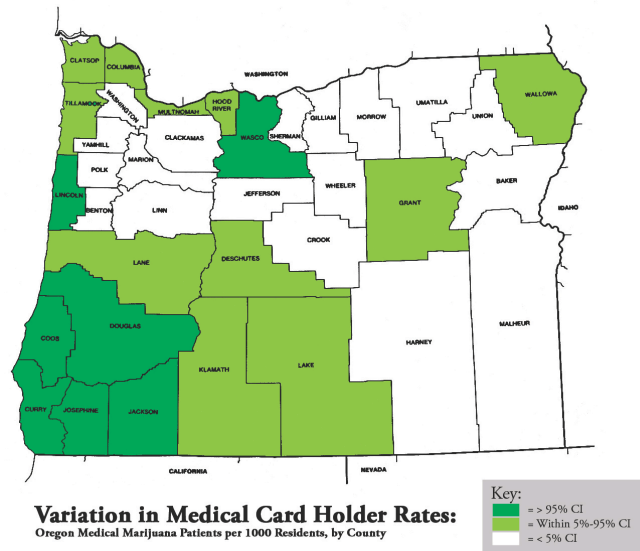 WASHINGTON
CLATSOP
COLUMBIA
TILLAMOOK
WASHINGTON
MULTNOMAH
HOOD
RIVER
WASCO
SHERMAN
GILLIAM
MORROW
UMATILLA
UNION
WALLOWA
YAMHILL
CLACKAMAS
POLK
MARION
LINCOLN
BENTON
LINN
JEFFERSON
WHEELER
GRANT
BAKER
IDAHO
CROOK
LANE
DESCHUTES
COOS
DOUGLAS
KLAMATH
LAKE
HARNEY
MALHEUR
CURRY
JOSEPHINE
JACKSON
CALIFORNIA
NEVADA
Variation in Medical Card Holder Rates:
Oregon Medical Marijuana Patients per 1000 Residents, by County
Key:
= > 95% CI
= Within 5%-95% CI
= < 5% CI